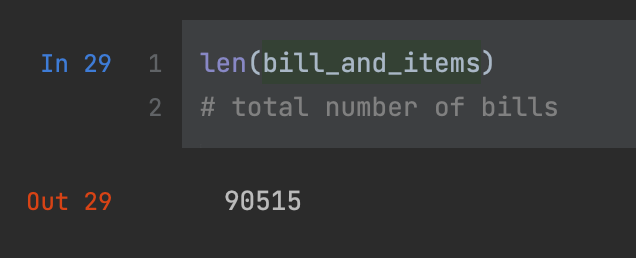 In 29 1 len(bill_and_items)
2 # total number of bills
Out 29 90515